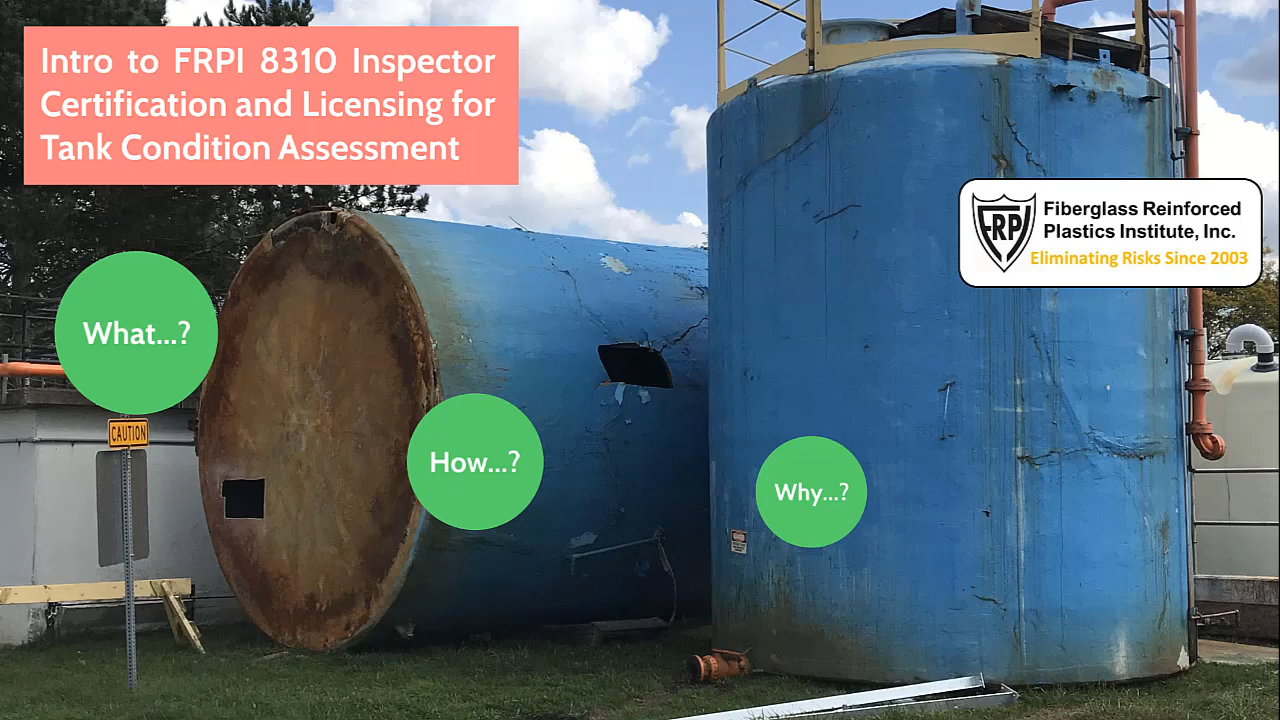 Intro to FRPI 8310 Inspector
Certification and Licensing for
Tank Condition Assessment
FRPI
Fiberglass Reinforced
Plastics Institute, Inc.
Eliminating Risks Since 2003
What...?
CAUTION
How...?
Why...?